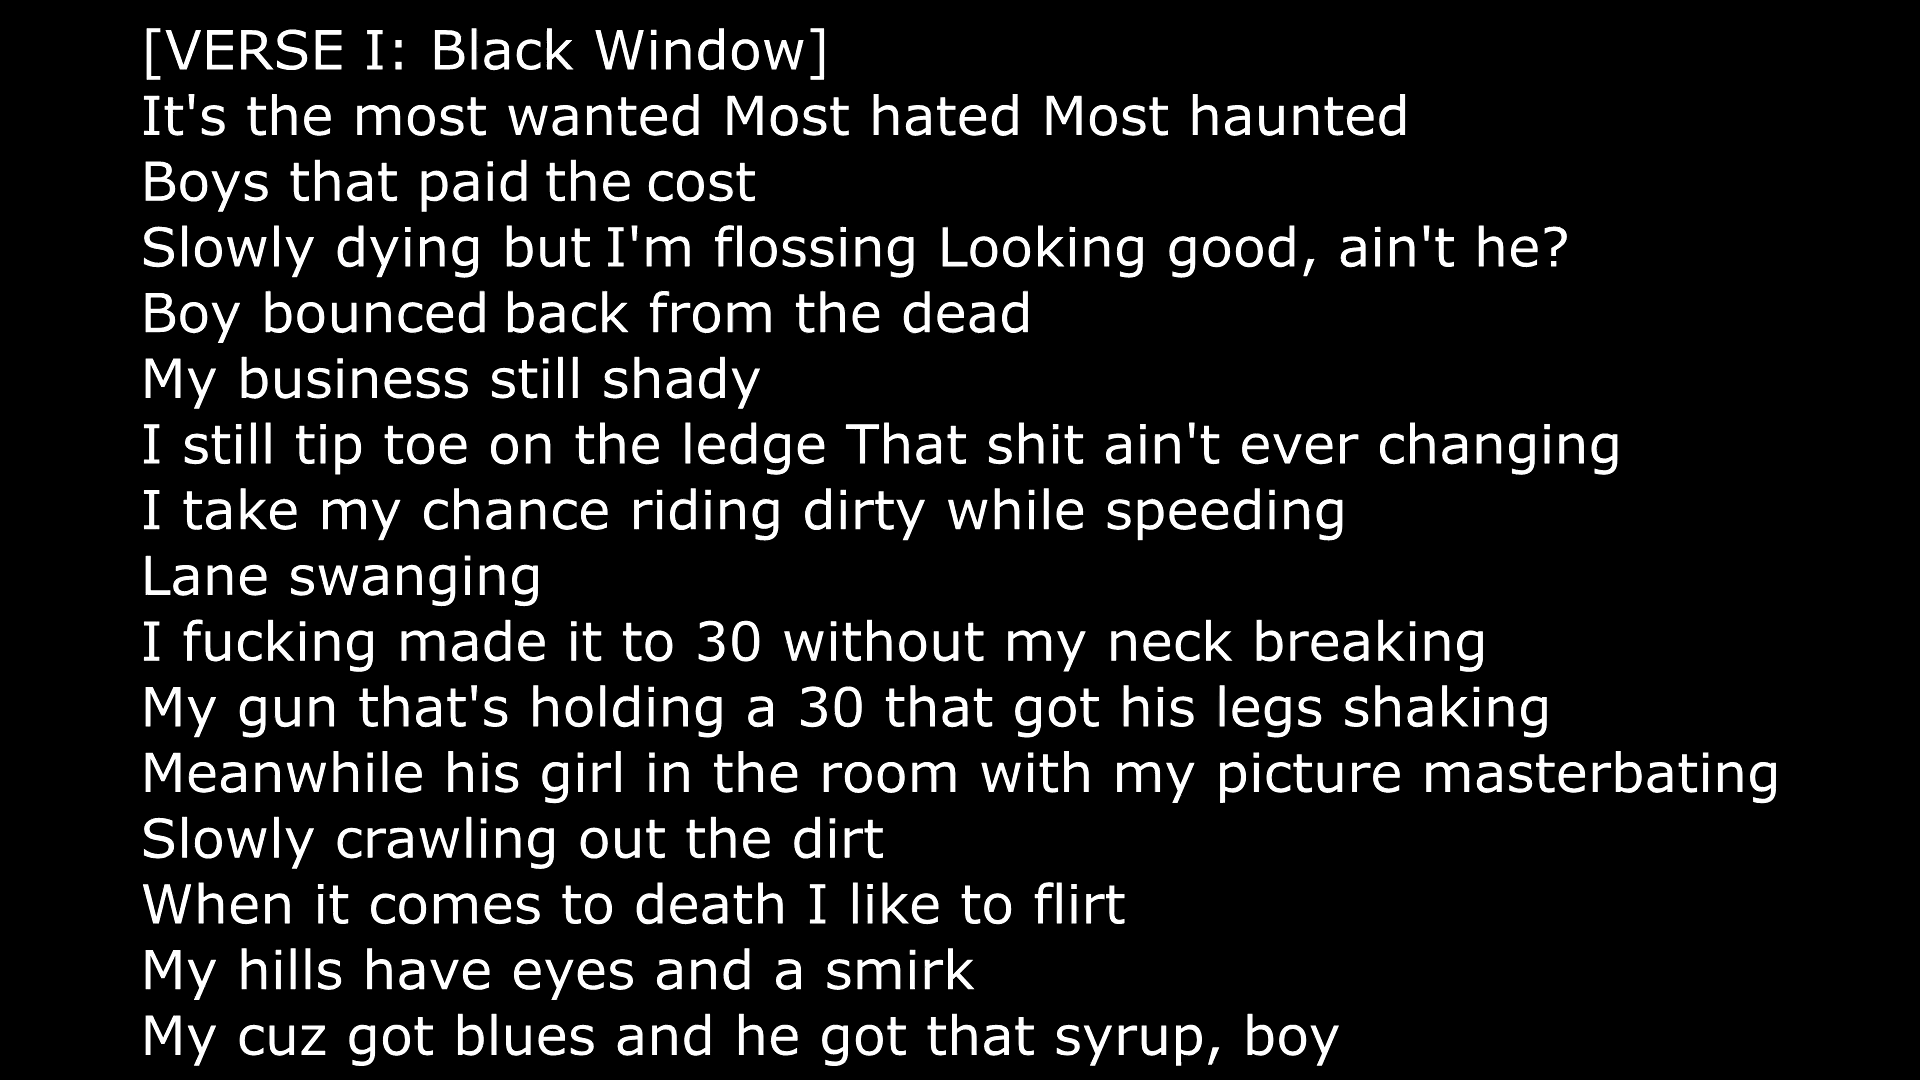 [VERSE I: Black Window]
It's the most wanted Most hated Most haunted
Boys that paid the cost
Slowly dying but I'm flossing Looking good, ain't he?
Boy bounced back from the dead
My business still shady
I still tip toe on the ledge That shit ain't ever changing
I take my chance riding dirty while speeding
Lane swanging
I fucking made it to 30 without my neck breaking
My gun that's holding a 30 that got his legs shaking
Meanwhile his girl in the room with my picture masterbating
Slowly crawling out the dirt
When it comes to death I like to flirt
My hills have eyes and a smirk
My cuz got blues and he got that syrup, boy